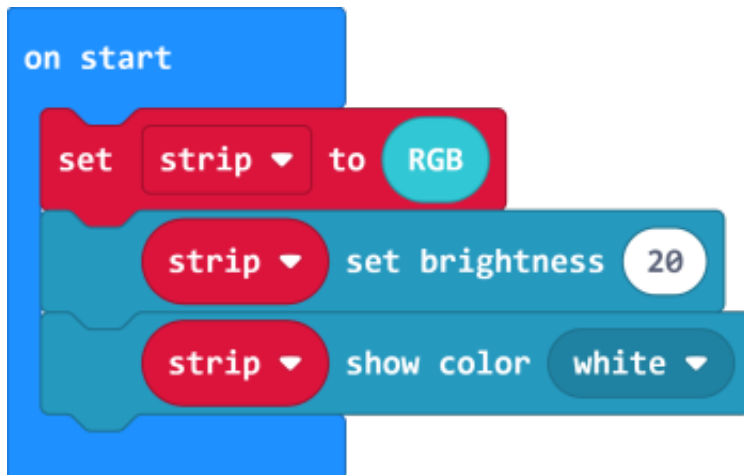 on start
set strip to RGB
strip set brightness 20
strip show color white